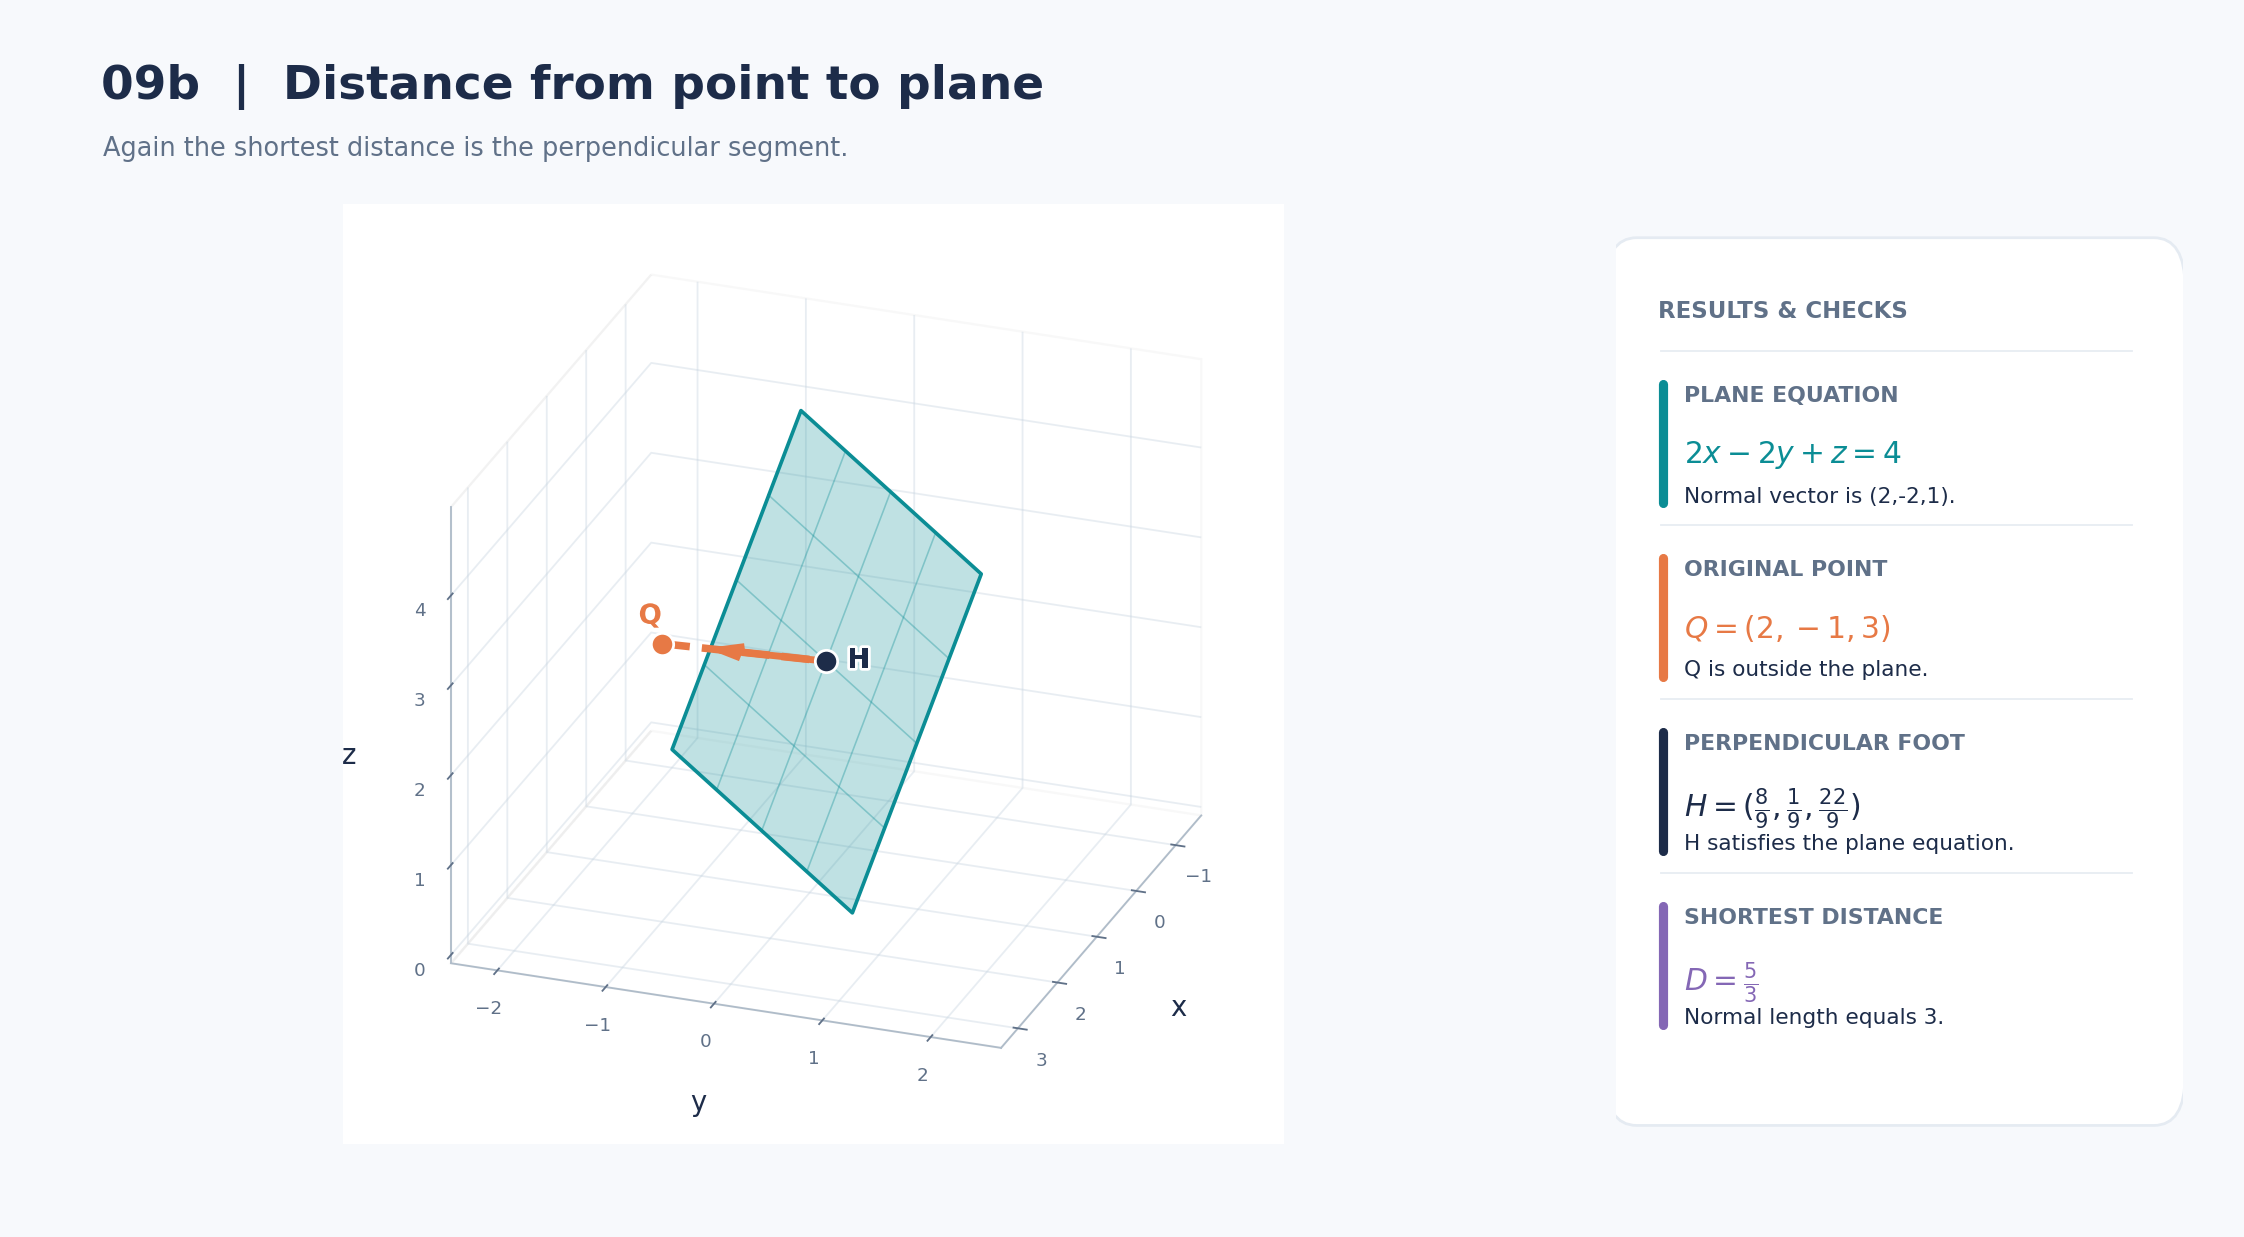 09b | Distance from point to plane
Again the shortest distance is the perpendicular segment.
Q
H
4
3
2
1
0
z
−2
−1
0
1
2
y
−1
0
1
2
3
x
RESULTS & CHECKS
PLANE EQUATION
2x − 2y + z = 4
Normal vector is (2,-2,1).
ORIGINAL POINT
Q = (2, −1, 3)
Q is outside the plane.
PERPENDICULAR FOOT
H = (8/9, 1/9, 22/9)
H satisfies the plane equation.
SHORTEST DISTANCE
D = 5/3
Normal length equals 3.